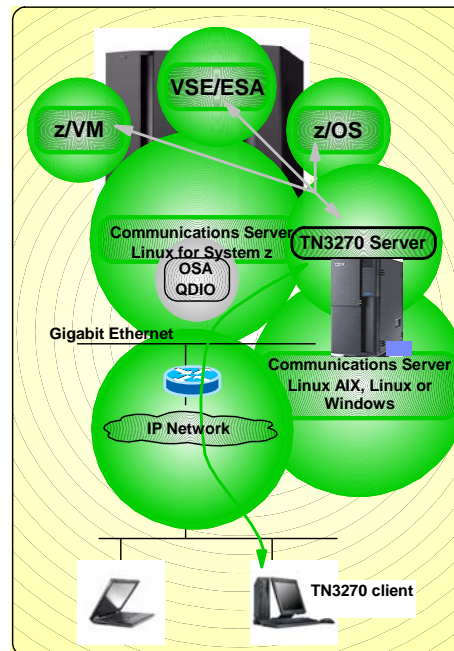 VSE/ESA
z/VM
z/OS
Communications Server
Linux for System z
TN3270 Server
OSA
QDIO
Gigabit Ethernet
Communications Server
Linux AIX, Linux or
Windows
IP Network
TN3270 client